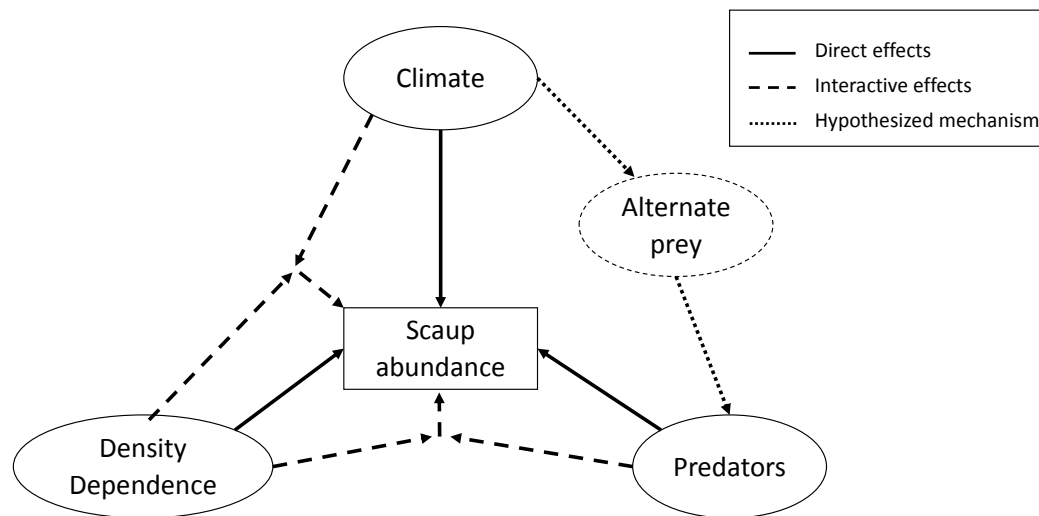 Climate
Direct effects
Interactive effects
Hypothesized mechanism
Alternate
prey
Scaup
abundance
Density
Dependence
Predators